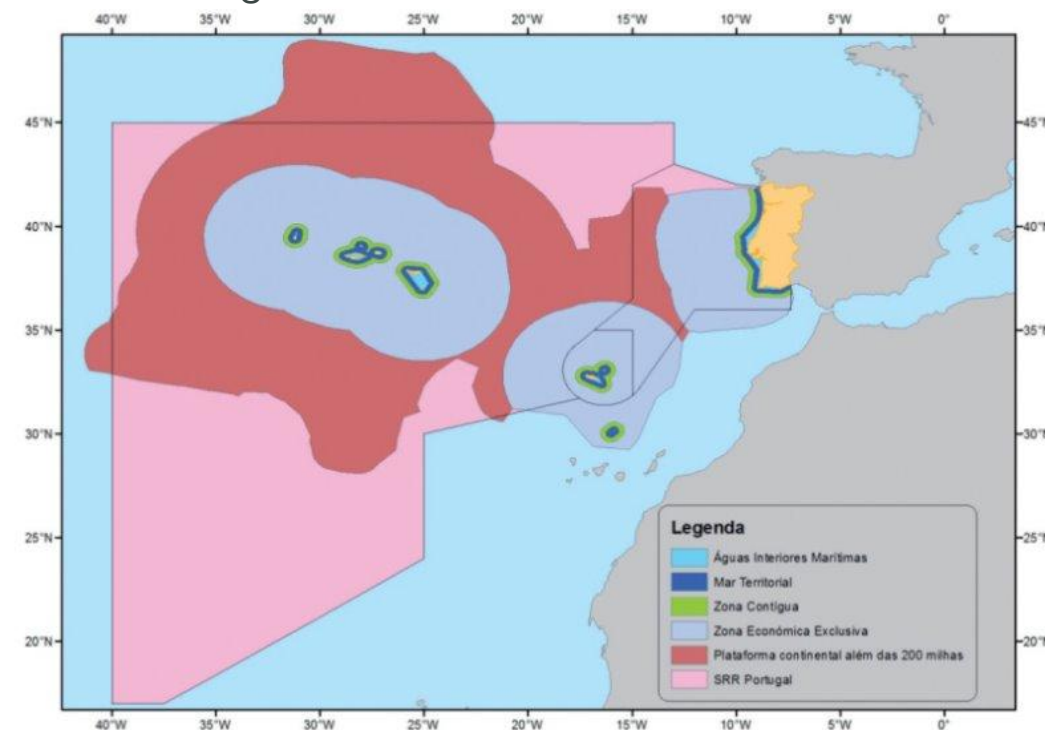 40°W 35°W 30°W 25°W 20°W 15°W 10°W 5°W 0°
45°N 45°N
40°N 40°N
35°N 35°N
30°N 30°N
25°N 25°N
20°N 20°N
Legenda
Águas Interiores Marítimas
Mar Territorial
Zona Contígua
Zona Económica Exclusiva
Plataforma continental além das 200 milhas
SRR Portugal
40°W 35°W 30°W 25°W 20°W 15°W 10°W 5°W 0°